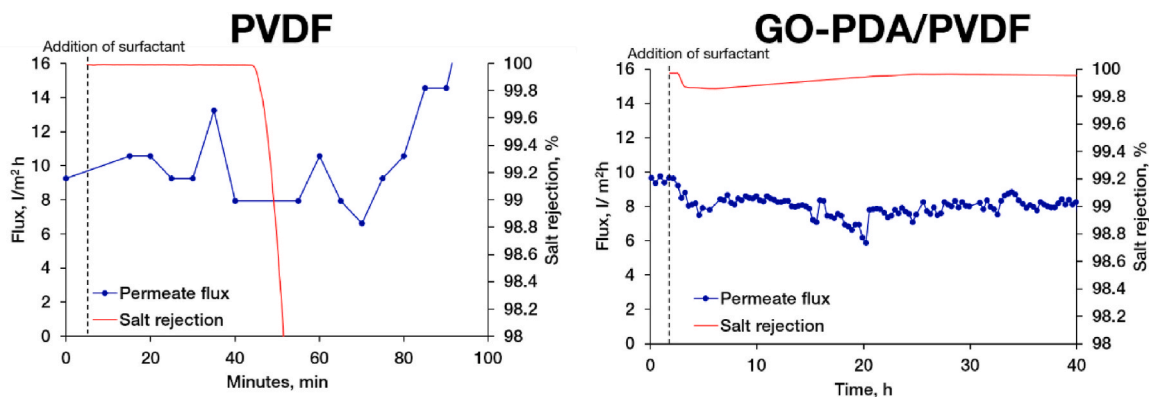 PVDF
Addition of surfactant
16
14
12
10
8
6
4
2
0
Flux, l/m² h
100
99.8
99.6
99.4
99.2
99
98.8
98.6
98.4
98.2
98
Salt rejection, %
Permeate flux
Salt rejection
0 20 40 60 80 100
Minutes, min
GO-PDA/PVDF
Addition of surfactant
16
14
12
10
8
6
4
2
0
Flux, l/ m² h
100
99.8
99.6
99.4
99.2
99
98.8
98.6
98.4
98.2
98
Salt rejection, %
Permeate flux
Salt rejection
0 10 20 30 40
Time, h